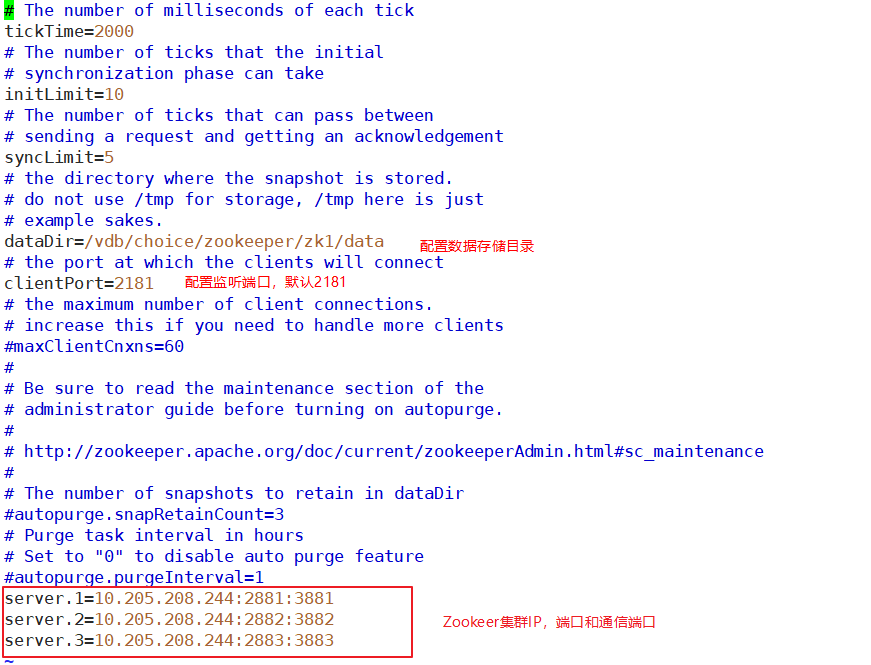 # The number of milliseconds of each tick
tickTime=2000
# The number of ticks that the initial
# synchronization phase can take
initLimit=10
# The number of ticks that can pass between
# sending a request and getting an acknowledgement
syncLimit=5
# the directory where the snapshot is stored.
# do not use /tmp for storage, /tmp here is just
# example sakes.
dataDir=/vdb/choice/zookeeper/zk1/data 配置数据存储目录
# the port at which the clients will connect
clientPort=2181 配置监听端口，默认2181
# the maximum number of client connections.
# increase this if you need to handle more clients
#maxClientCnxns=60
#
# Be sure to read the maintenance section of the
# administrator guide before turning on autopurge.
#
# http://zookeeper.apache.org/doc/current/zookeeperAdmin.html#sc_maintenance
#
# The number of snapshots to retain in dataDir
#autopurge.snapRetainCount=3
# Purge task interval in hours
# Set to "0" to disable auto purge feature
#autopurge.purgeInterval=1
server.1=10.205.208.244:2881:3881
server.2=10.205.208.244:2882:3882 Zookeer集群IP，端口和通信端口
server.3=10.205.208.244:2883:3883
~